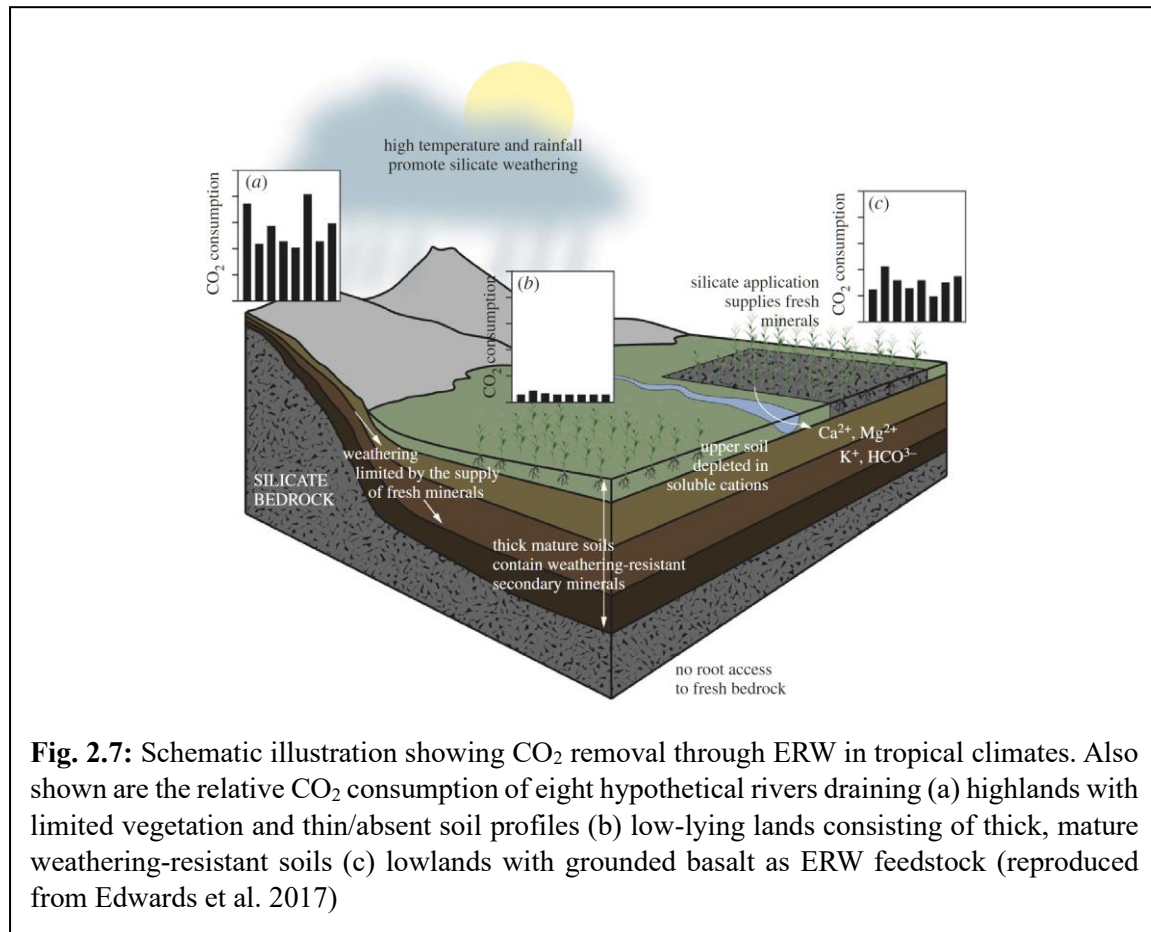 high temperature and rainfall
promote silicate weathering
(a)
CO₂ consumption
(b)
CO₂ consumption
silicate application
supplies fresh
minerals
(c)
CO₂ consumption
Ca²⁺, Mg²⁺
K⁺, HCO³⁻
upper soil
depleted in
soluble cations
weathering
limited by the supply
of fresh minerals
SILICATE
BEDROCK
thick mature soils
contain weathering-resistant
secondary minerals
no root access
to fresh bedrock
Fig. 2.7: Schematic illustration showing CO₂ removal through ERW in tropical climates. Also
shown are the relative CO₂ consumption of eight hypothetical rivers draining (a) highlands with
limited vegetation and thin/absent soil profiles (b) low-lying lands consisting of thick, mature
weathering-resistant soils (c) lowlands with grounded basalt as ERW feedstock (reproduced
from Edwards et al. 2017)